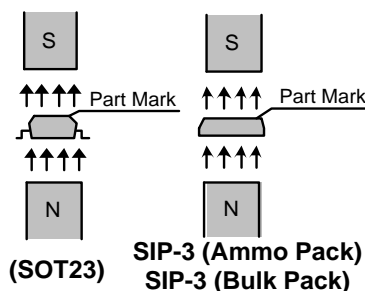 S
S
Part Mark
Part Mark
N
N
(SOT23)
SIP-3 (Ammo Pack)
SIP-3 (Bulk Pack)